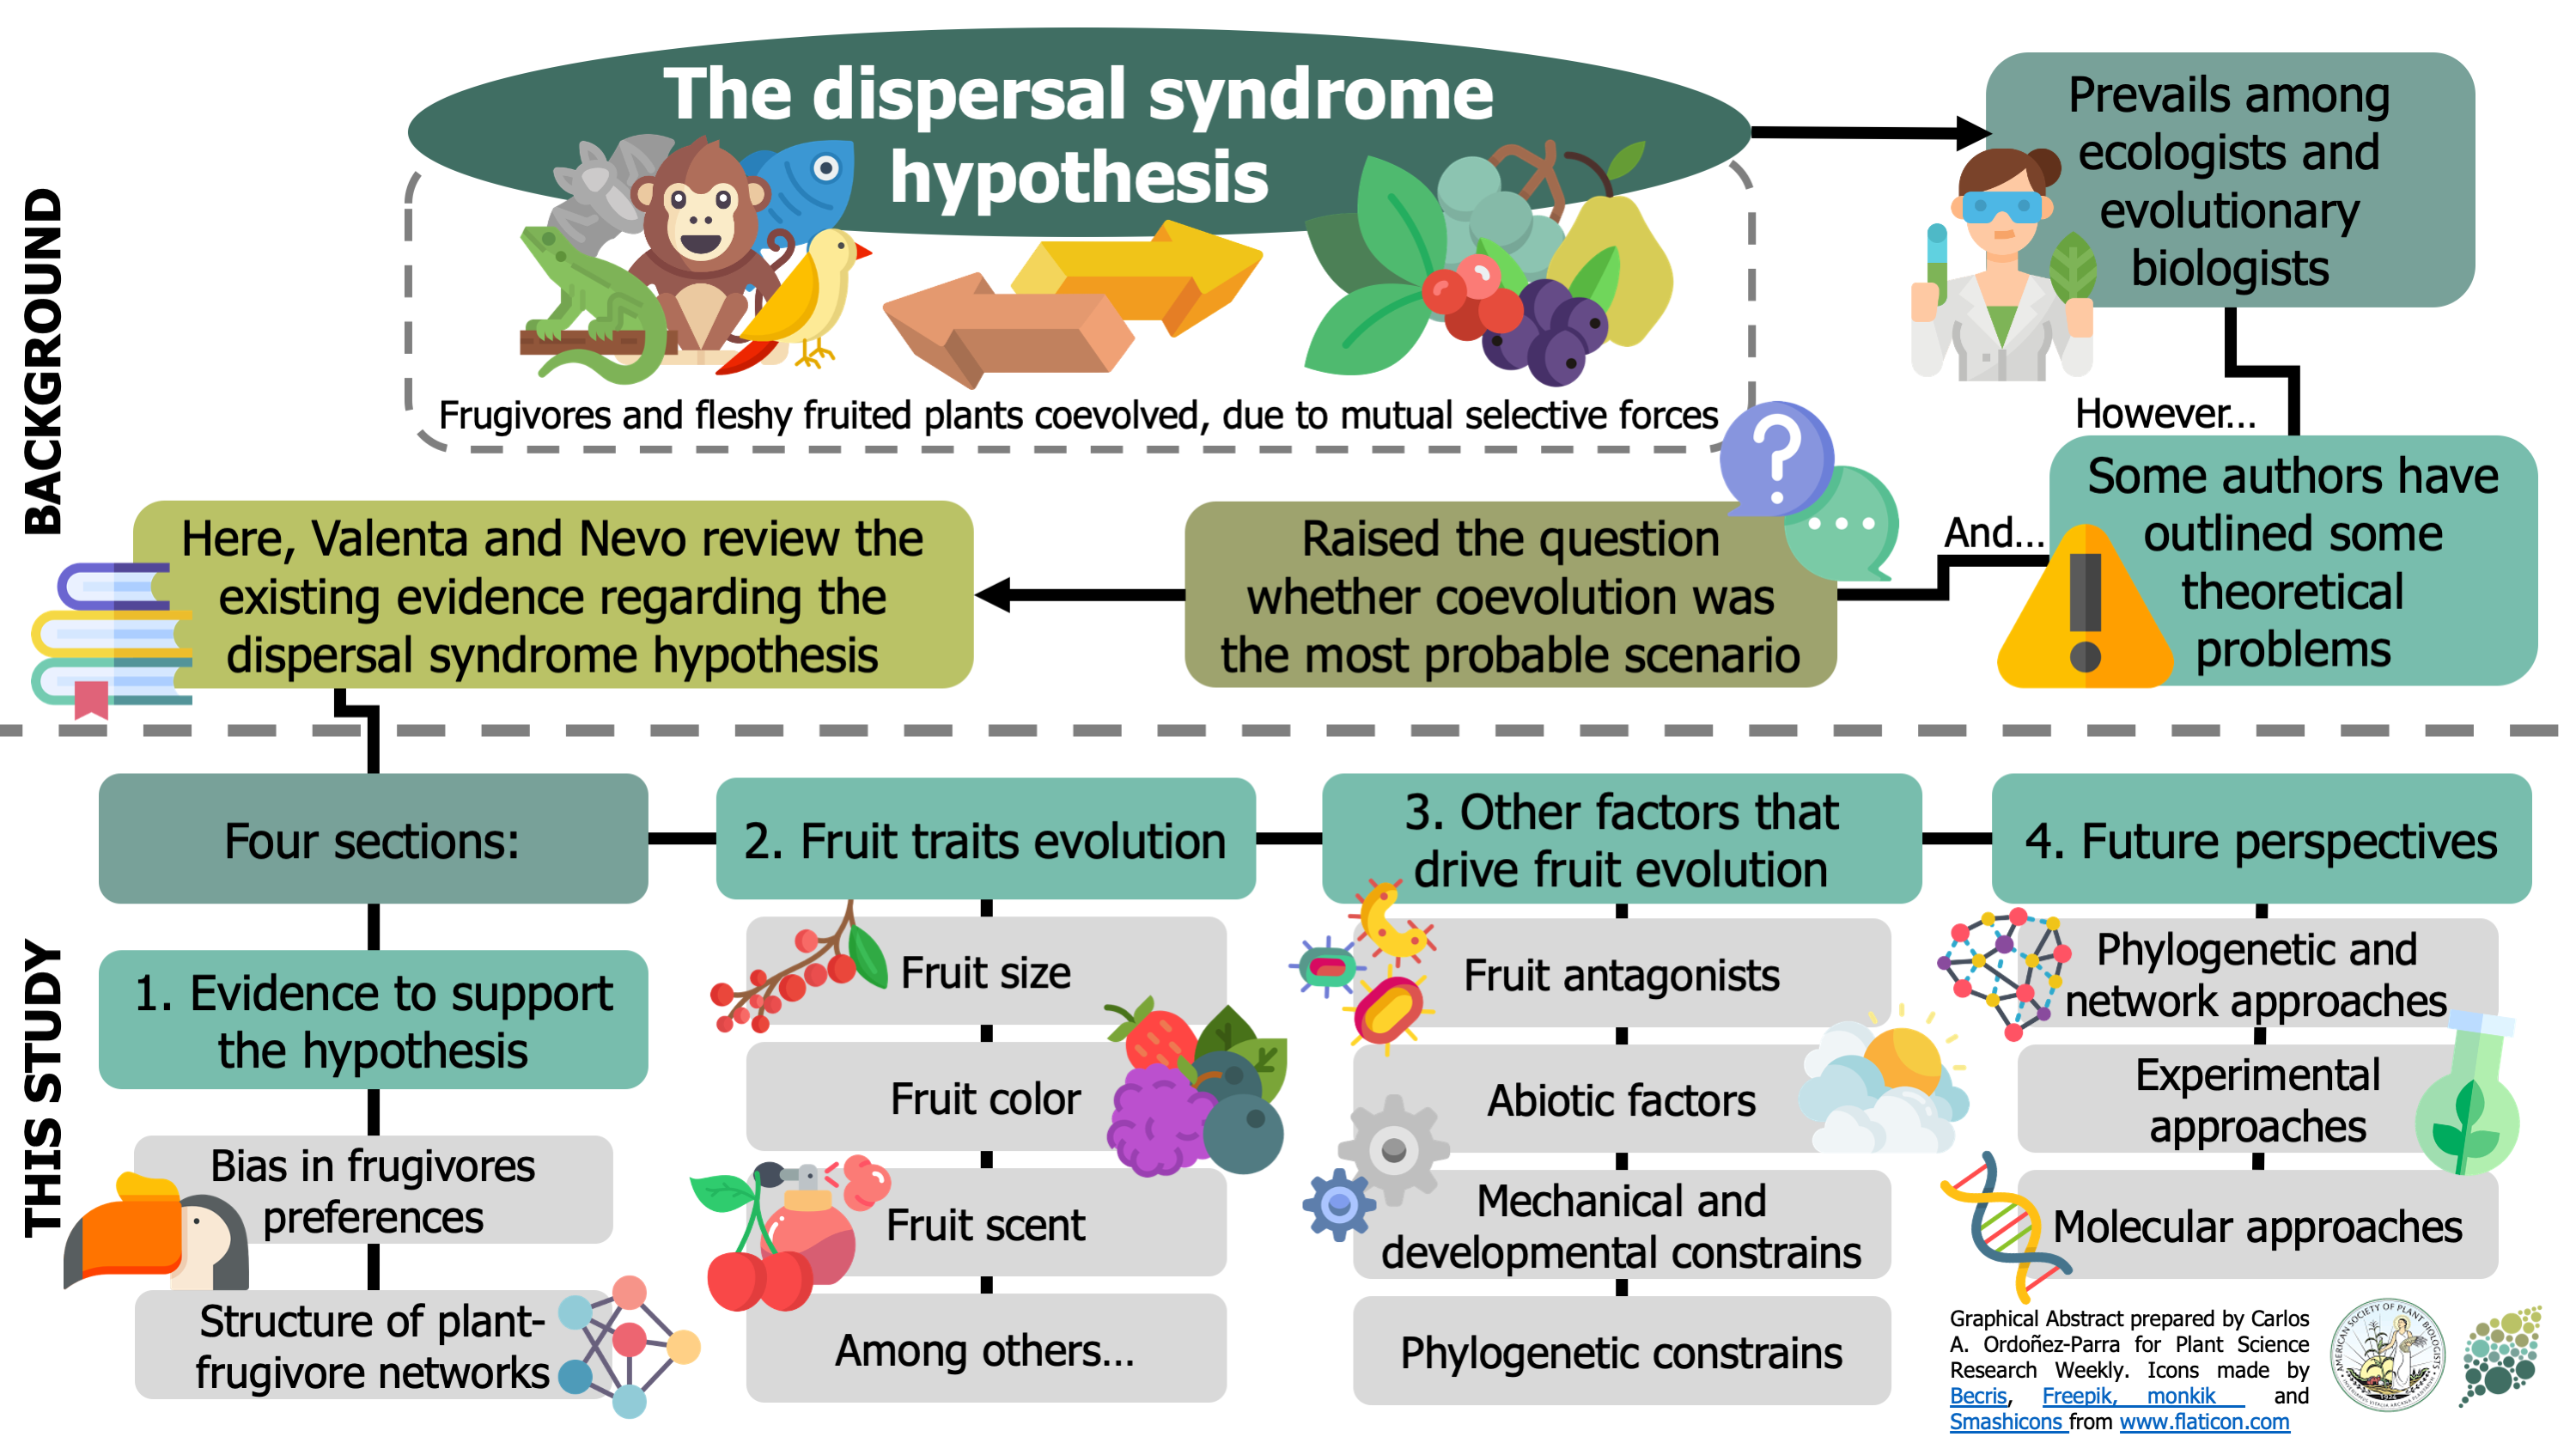 The dispersal syndrome
hypothesis
Prevails among
ecologists and
evolutionary
biologists
BACKGROUND
Frugivores and fleshy fruited plants coevolved, due to mutual selective forces
However...
Some authors have
outlined some
theoretical
problems
And...
Raised the question
whether coevolution was
the most probable scenario
Here, Valenta and Nevo review the
existing evidence regarding the
dispersal syndrome hypothesis
THIS STUDY
Four sections:
1. Evidence to support
the hypothesis
Bias in frugivores
preferences
Structure of plant-
frugivore networks
2. Fruit traits evolution
Fruit size
Fruit color
Fruit scent
Among others...
3. Other factors that
drive fruit evolution
Fruit antagonists
Abiotic factors
Mechanical and
developmental constrains
Phylogenetic constrains
4. Future perspectives
Phylogenetic and
network approaches
Experimental
approaches
Molecular approaches
Graphical Abstract prepared by Carlos
A. Ordoñez-Parra for Plant Science
Research Weekly. Icons made by
Becris, Freepik, monkik and
Smashicons from www.flaticon.com
AMERICAN SOCIETY OF PLANT BIOLOGISTS